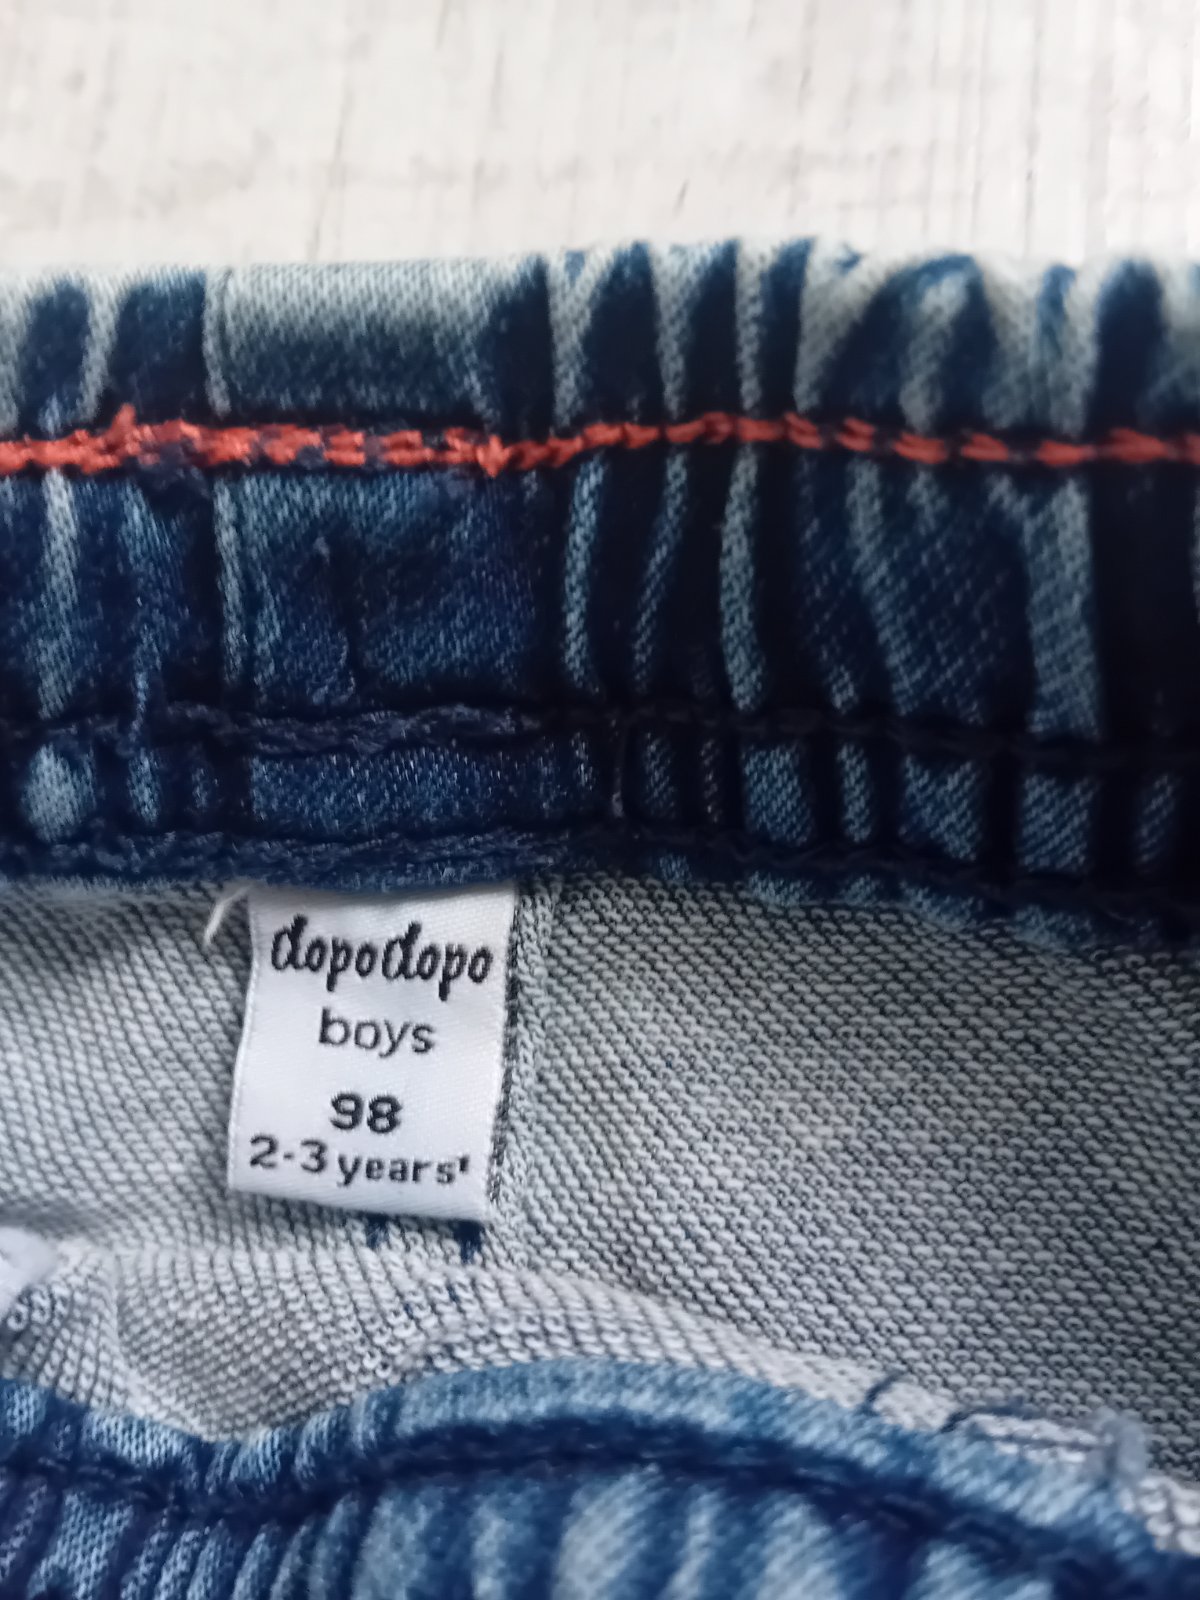 dopodopo
boys
98
2-3 years'